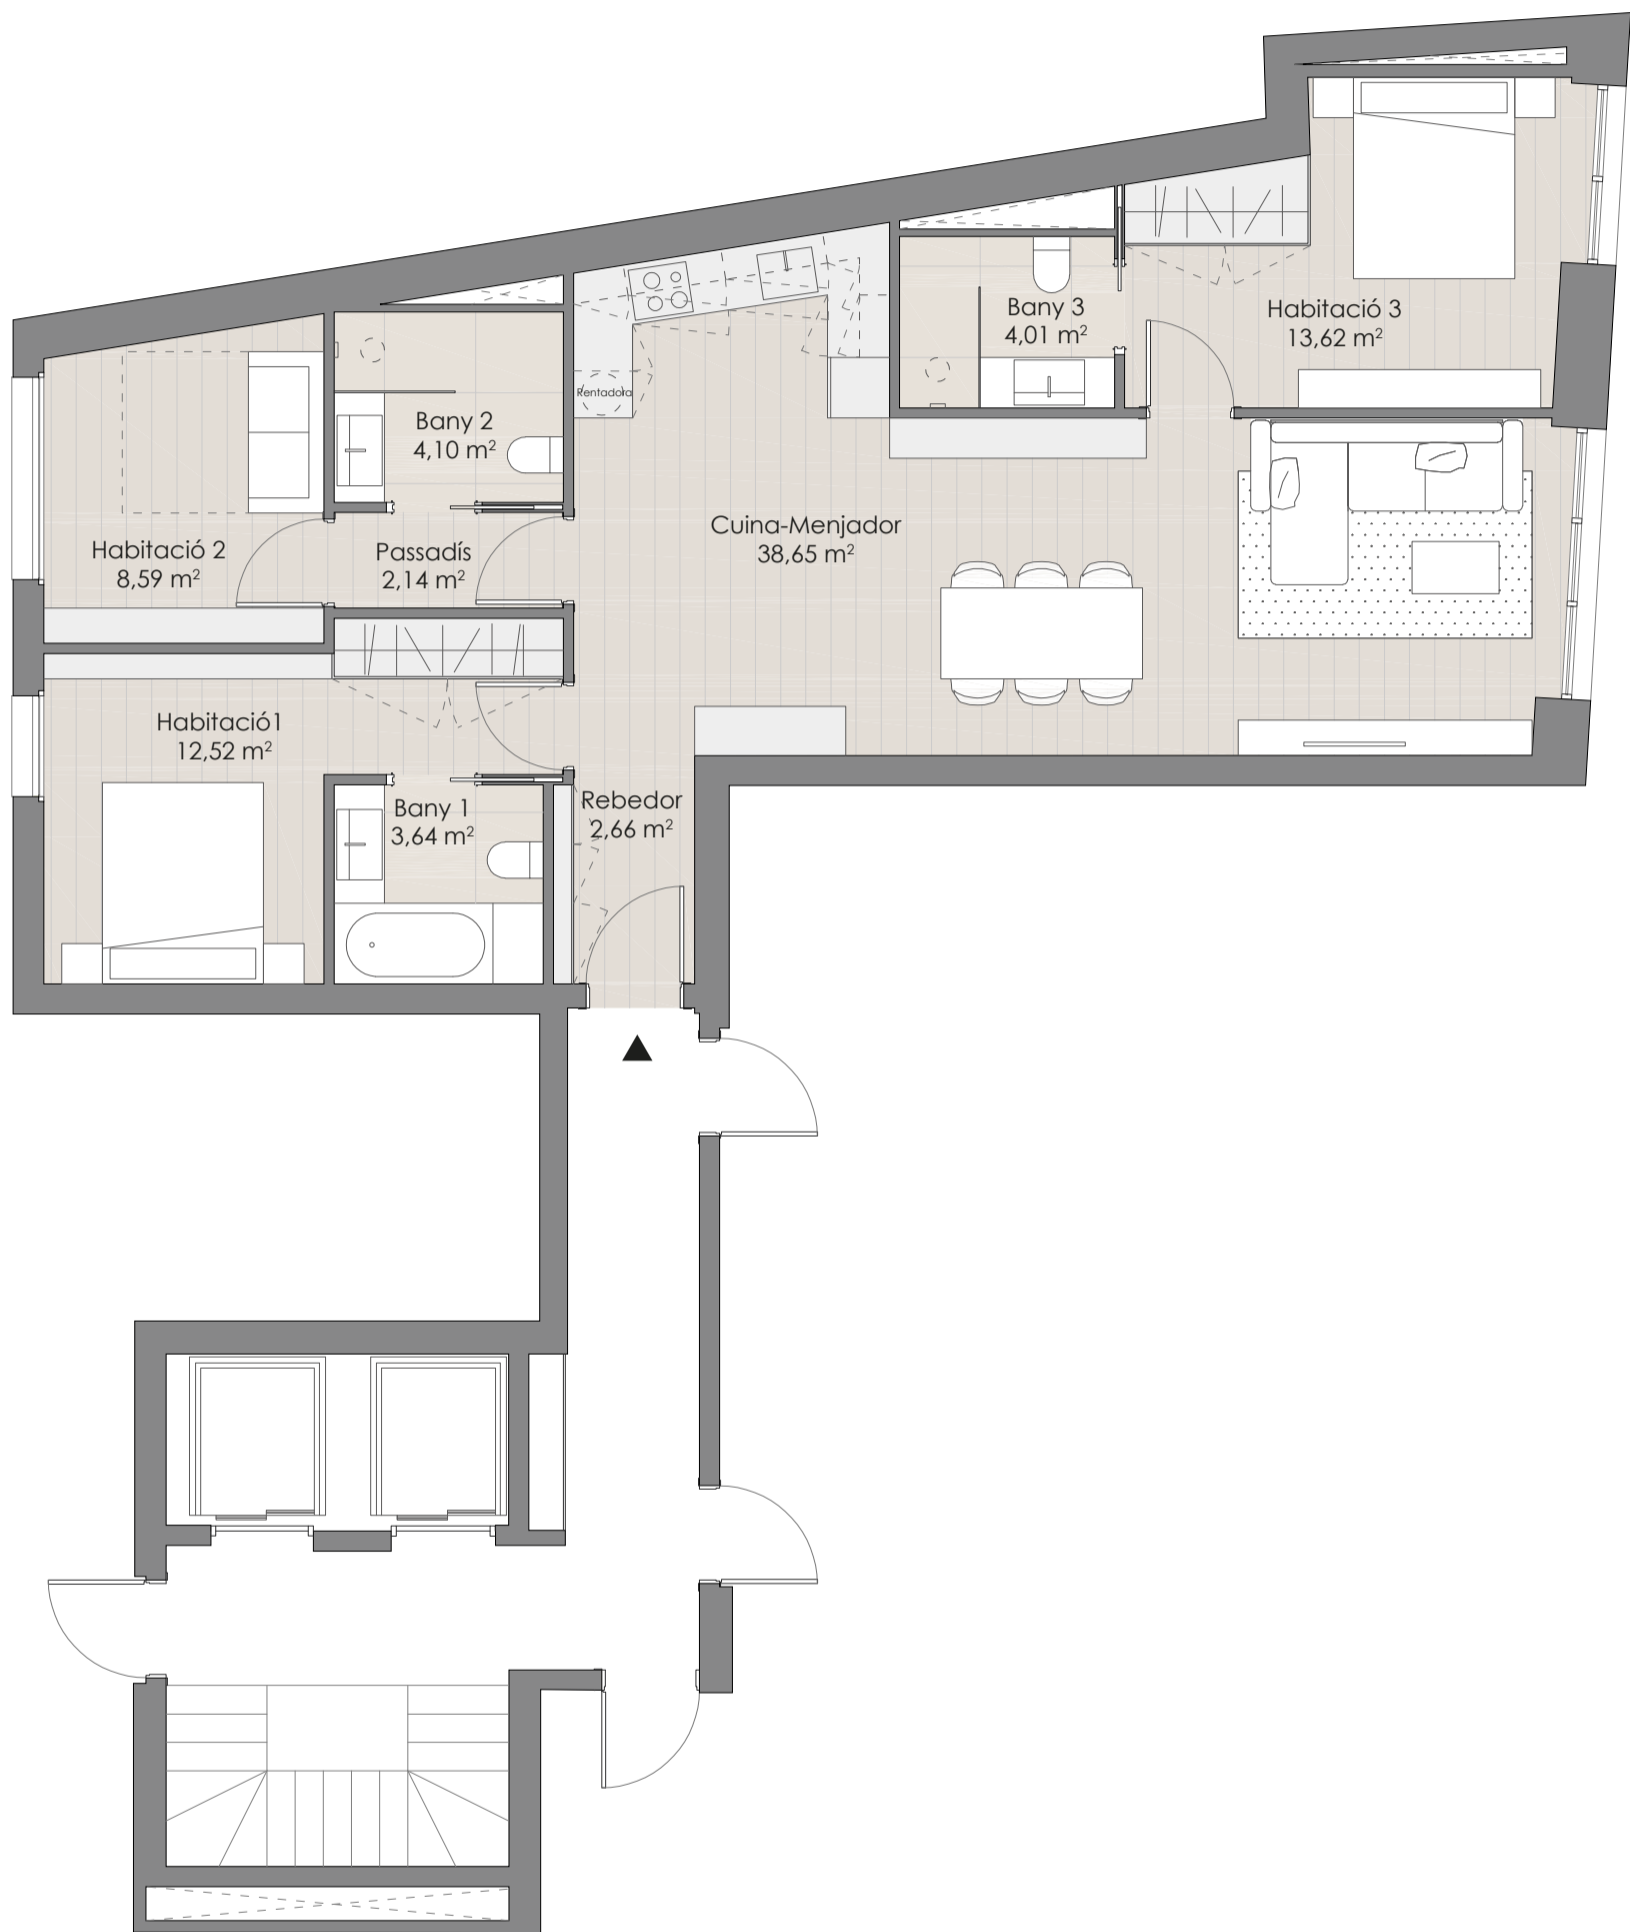 Habitació 3
13,62 m²
Bany 3
4,01 m²
Rentadora
Bany 2
4,10 m²
Cuina-Menjador
38,65 m²
Habitació 2
8,59 m²
Passadís
2,14 m²
Habitació1
12,52 m²
Bany 1
3,64 m²
Rebedor
2,66 m²